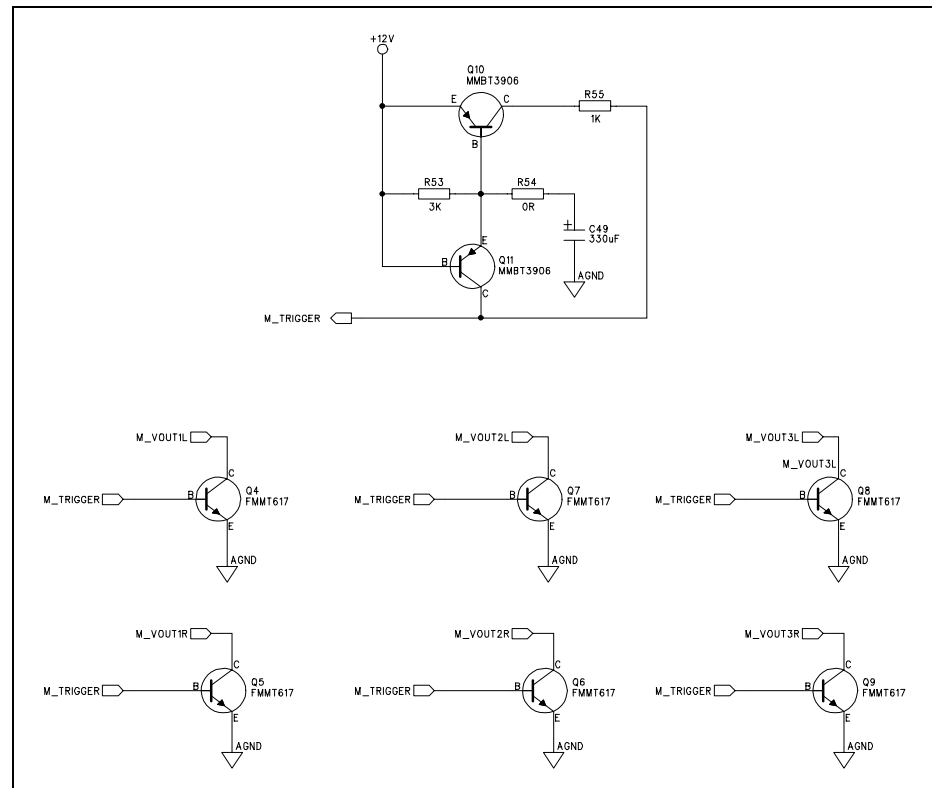 +12V
Q10
MMBT3906
E
C
B
R55
1K
R53
3K
R54
0R
+
C49
330uF
AGND
E
B
Q11
MMBT3906
C
M_TRIGGER
M_VOUT1L
C
Q4
FMMT617
M_TRIGGER
B
E
AGND
M_VOUT2L
C
Q7
FMMT617
M_TRIGGER
B
E
AGND
M_VOUT3L
M_VOUT3L
C
Q8
FMMT617
M_TRIGGER
B
E
AGND
M_VOUT1R
C
Q5
FMMT617
M_TRIGGER
B
E
AGND
M_VOUT2R
C
Q6
FMMT617
M_TRIGGER
B
E
AGND
M_VOUT3R
C
Q9
FMMT617
M_TRIGGER
B
E
AGND